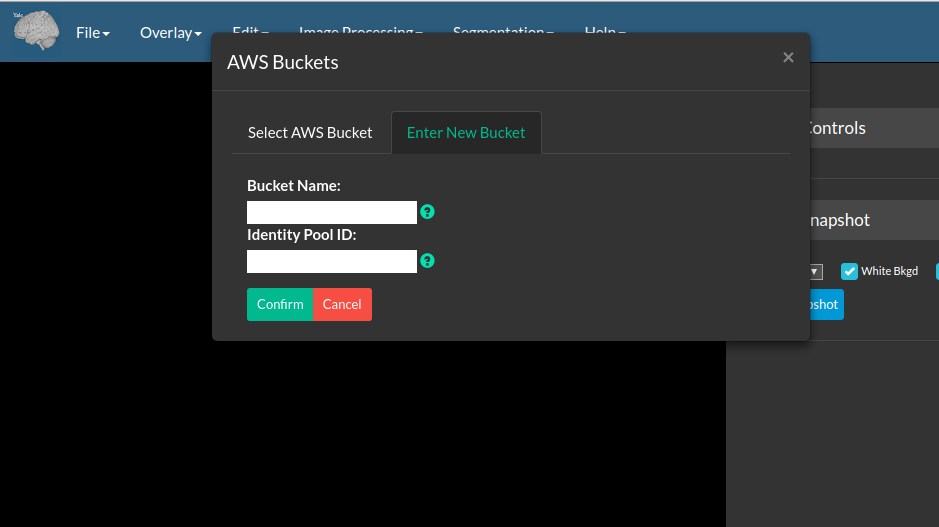 Yale
File Overlay Edit Image Processing Segmentation Help
AWS Buckets ×
Select AWS Bucket Enter New Bucket
Controls
Bucket Name:
napshot
Identity Pool ID:
White Bkgd
Confirm Cancel
shot